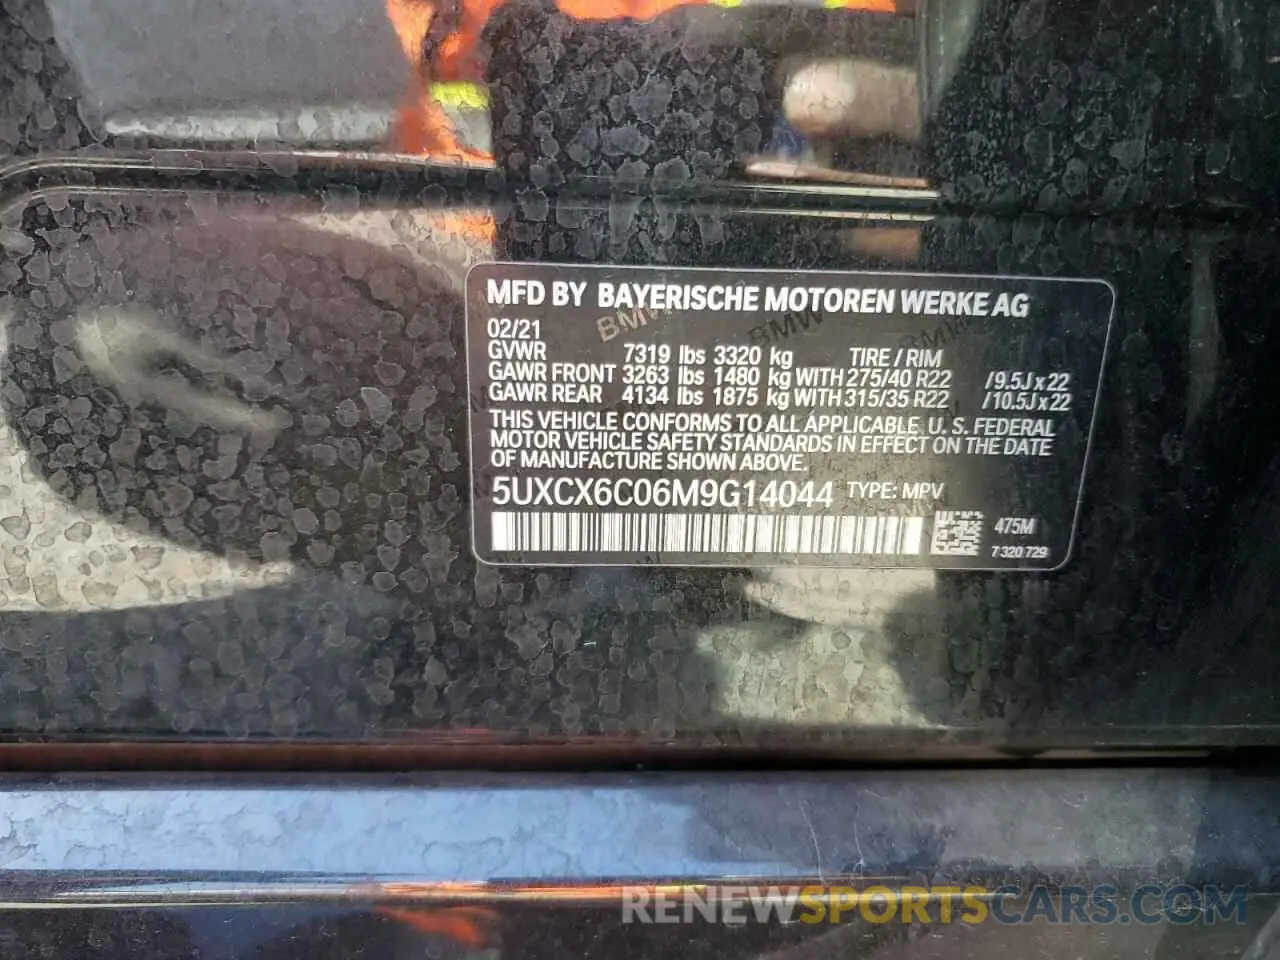 MFD BY BAYERISCHE MOTOREN WERKE AG
02/21
GVWR 7319 lbs 3320 kg TIRE / RIM
GAWR FRONT 3263 lbs 1480 kg WITH 275/40 R22 / 9.5J x 22
GAWR REAR 4134 lbs 1875 kg WITH 315/35 R22 / 10.5J x 22
THIS VEHICLE CONFORMS TO ALL APPLICABLE U. S. FEDERAL
MOTOR VEHICLE SAFETY STANDARDS IN EFFECT ON THE DATE
OF MANUFACTURE SHOWN ABOVE.
5UXCX6C06M9G14044 TYPE: MPV
475M
7 320 729
BMW BMW BMW
RENEWSPORTSCARS.COM